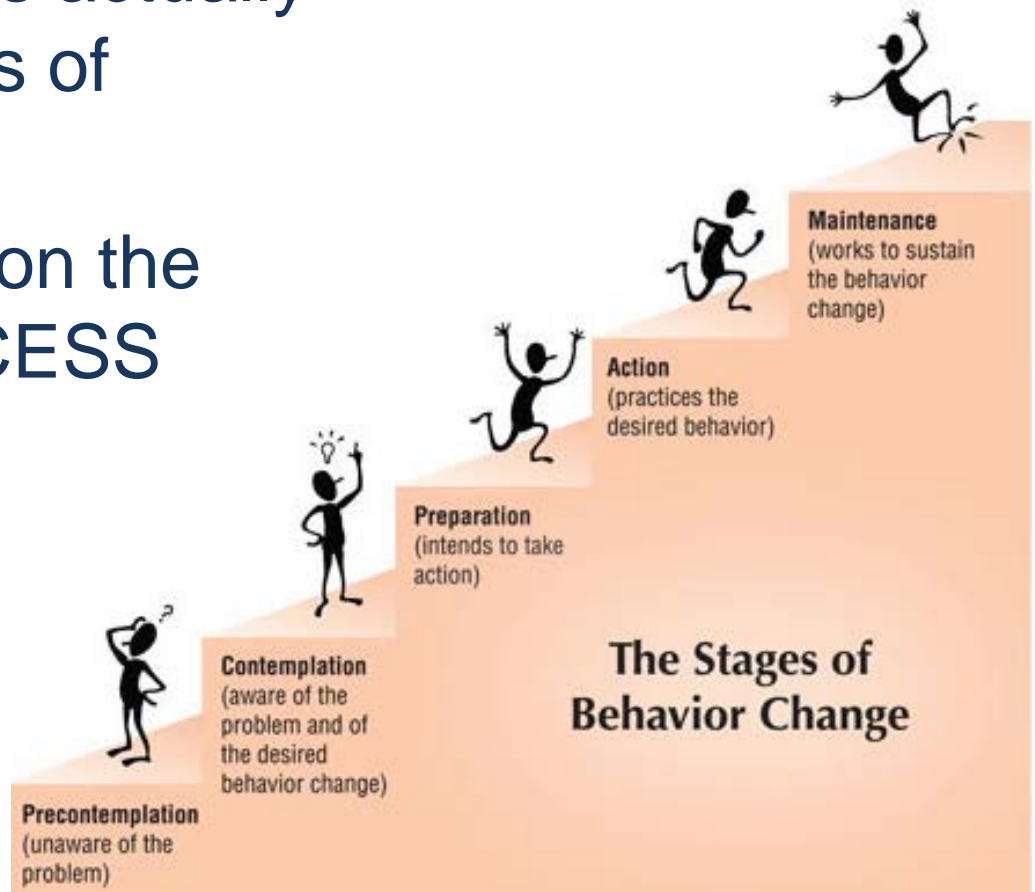 s actually
s of
on the
CESS
Maintenance
(works to sustain
the behavior
change)
Action
(practices the
desired behavior)
Preparation
(intends to take
action)
?
Contemplation
(aware of the
problem and of
the desired
behavior change)
The Stages of
Behavior Change
Precontemplation
(unaware of the
problem)